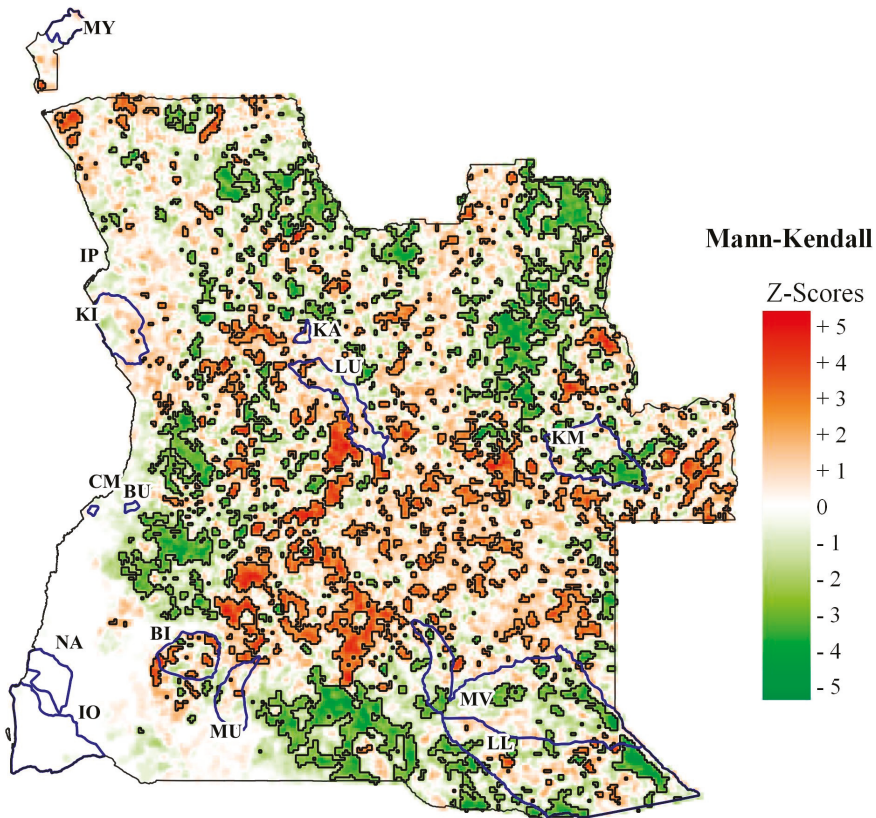 MY
IP
KI
KA
LU
KM
CM
BU
NA
IO
BI
MU
MV
LL
Mann-Kendall
Z-Scores
+ 5
+ 4
+ 3
+ 2
+ 1
0
- 1
- 2
- 3
- 4
- 5